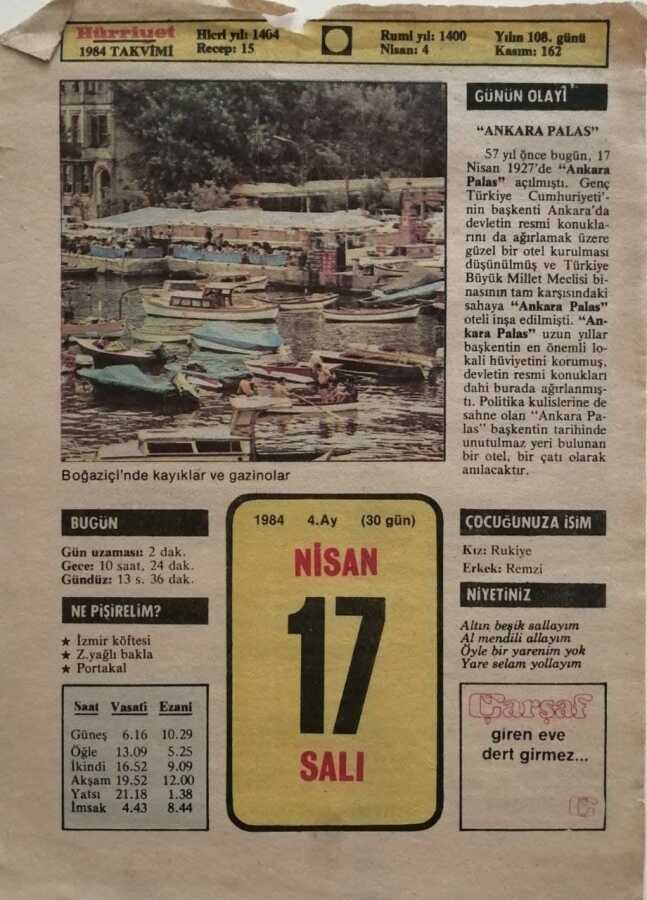 Hürriyet
1984 TAKVİMİ
Hicri yılı: 1404
Recep: 15
Rumi yıl: 1400
Nisan: 4
Yılın 108. günü
Kasım: 162
GÜNÜN OLAYI
“ANKARA PALAS”
57 yıl önce bugün, 17
Nisan 1927’de “Ankara
Palas” açılmıştı. Genç
Türkiye Cumhuriyeti’-
nin başkenti Ankara’da
devletin resmi konukla-
rını da ağırlamak üzere
güzel bir otel kurulması
düşünülmüş ve Türkiye
Büyük Millet Meclisi bi-
nasının tam karşısındaki
sahaya “Ankara Palas”
oteli inşa edilmişti. “An-
kara Palas” uzun yıllar
başkentin en önemli lo-
kali hüviyetini korumuş,
devletin resmi konukları
dahi burada ağırlanmış-
tı. Politika kulislerine de
sahne olan “Ankara Pa-
las” başkentin tarihinde
unutulmaz yeri bulunan
bir otel, bir çatı olarak
anılacaktır.
Boğaziçi’nde kayıklar ve gazinolar
BUGÜN
Gün uzaması: 2 dak.
Gece: 10 saat, 24 dak.
Gündüz: 13 s. 36 dak.
NE PİŞİRELİM?
★ İzmir köftesi
★ Z.yağlı bakla
★ Portakal
Saat Vasati Ezani
Güneş 6.16 10.29
Öğle 13.09 5.25
İkindi 16.52 9.09
Akşam 19.52 12.00
Yatsı 21.18 1.38
İmsak 4.43 8.44
1984 4.Ay (30 gün)
NİSAN
17
SALI
ÇOCUĞUNUZA İSİM
Kız: Rukiye
Erkek: Remzi
NİYETİNİZ
Altın beşik sallayım
Al mendili allayım
Öyle bir yarenim yok
Yare selam yollayım
Çarşaf
giren eve
dert girmez...
Ç